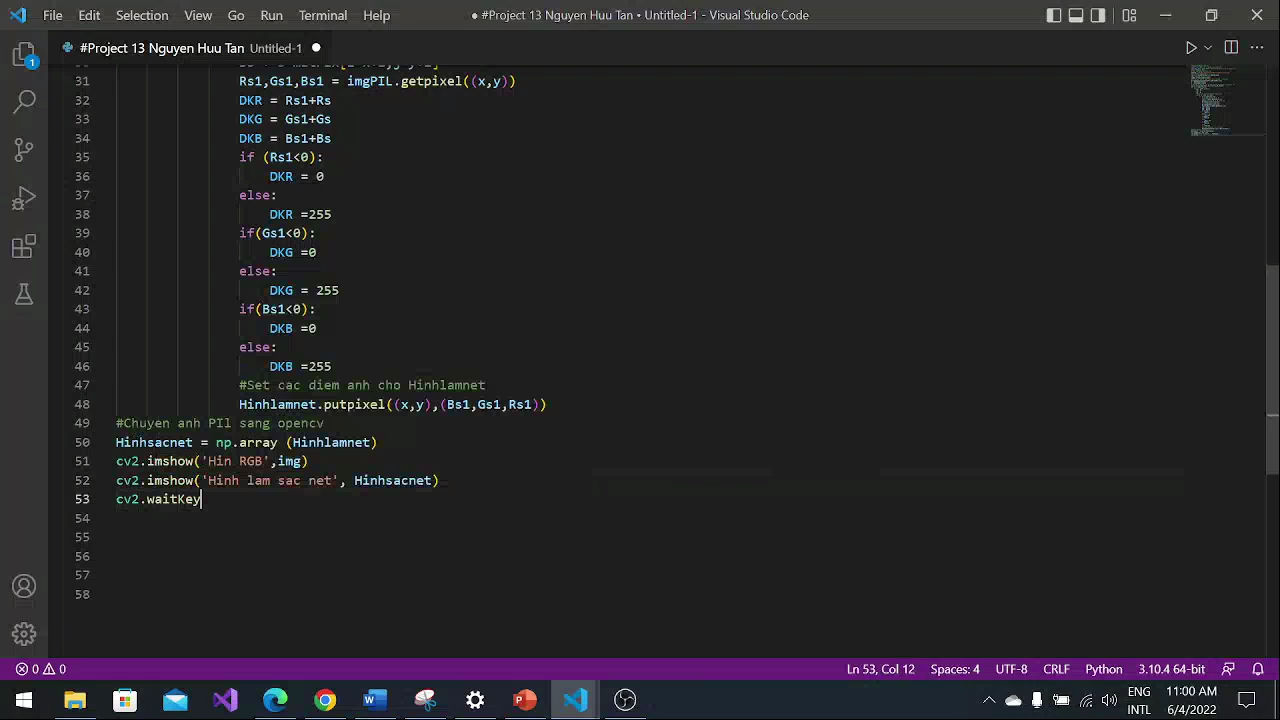 File Edit Selection View Go Run Terminal Help
● #Project 13 Nguyen Huu Tan • Untitled-1 - Visual Studio Code
#Project 13 Nguyen Huu Tan Untitled-1 ●
1
31 Rs1,Gs1,Bs1 = imgPIL.getpixel((x,y))
32 DKR = Rs1+Rs
33 DKG = Gs1+Gs
34 DKB = Bs1+Bs
35 if (Rs1<0):
36 DKR = 0
37 else:
38 DKR =255
39 if(Gs1<0):
40 DKG =0
41 else:
42 DKG = 255
43 if(Bs1<0):
44 DKB =0
45 else:
46 DKB =255
47 #Set cac diem anh cho Hinhlamnet
48 Hinhlamnet.putpixel((x,y),(Bs1,Gs1,Rs1))
49 #Chuyen anh PIl sang opencv
50 Hinhsacnet = np.array (Hinhlamnet)
51 cv2.imshow('Hin RGB',img)
52 cv2.imshow('Hinh lam sac net', Hinhsacnet)
53 cv2.waitKey
54
55
56
57
58
0 0 Ln 53, Col 12 Spaces: 4 UTF-8 CRLF Python 3.10.4 64-bit
ENG 11:00 AM
INTL 6/4/2022